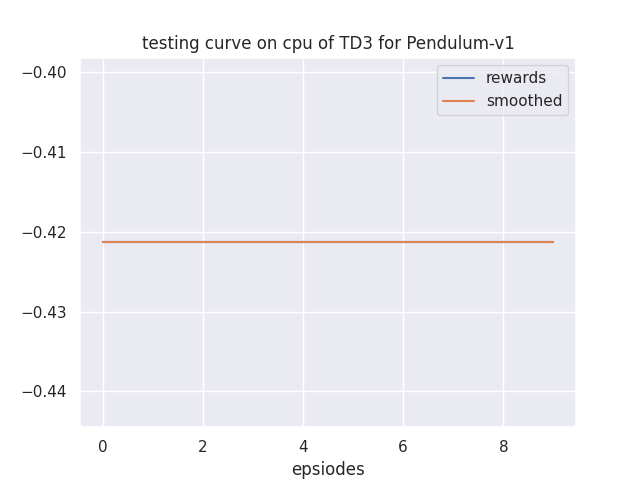 testing curve on cpu of TD3 for Pendulum-v1
rewards
smoothed
−0.40
−0.41
−0.42
−0.43
−0.44
0
2
4
6
8
epsiodes